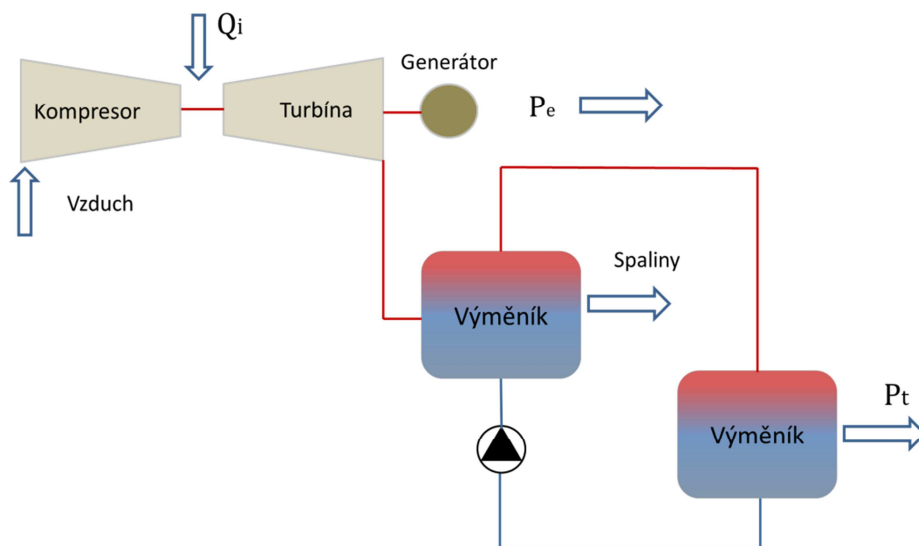 Qi
Generátor
Kompresor
Turbína
Pe
Vzduch
Spaliny
Výměník
Pt
Výměník